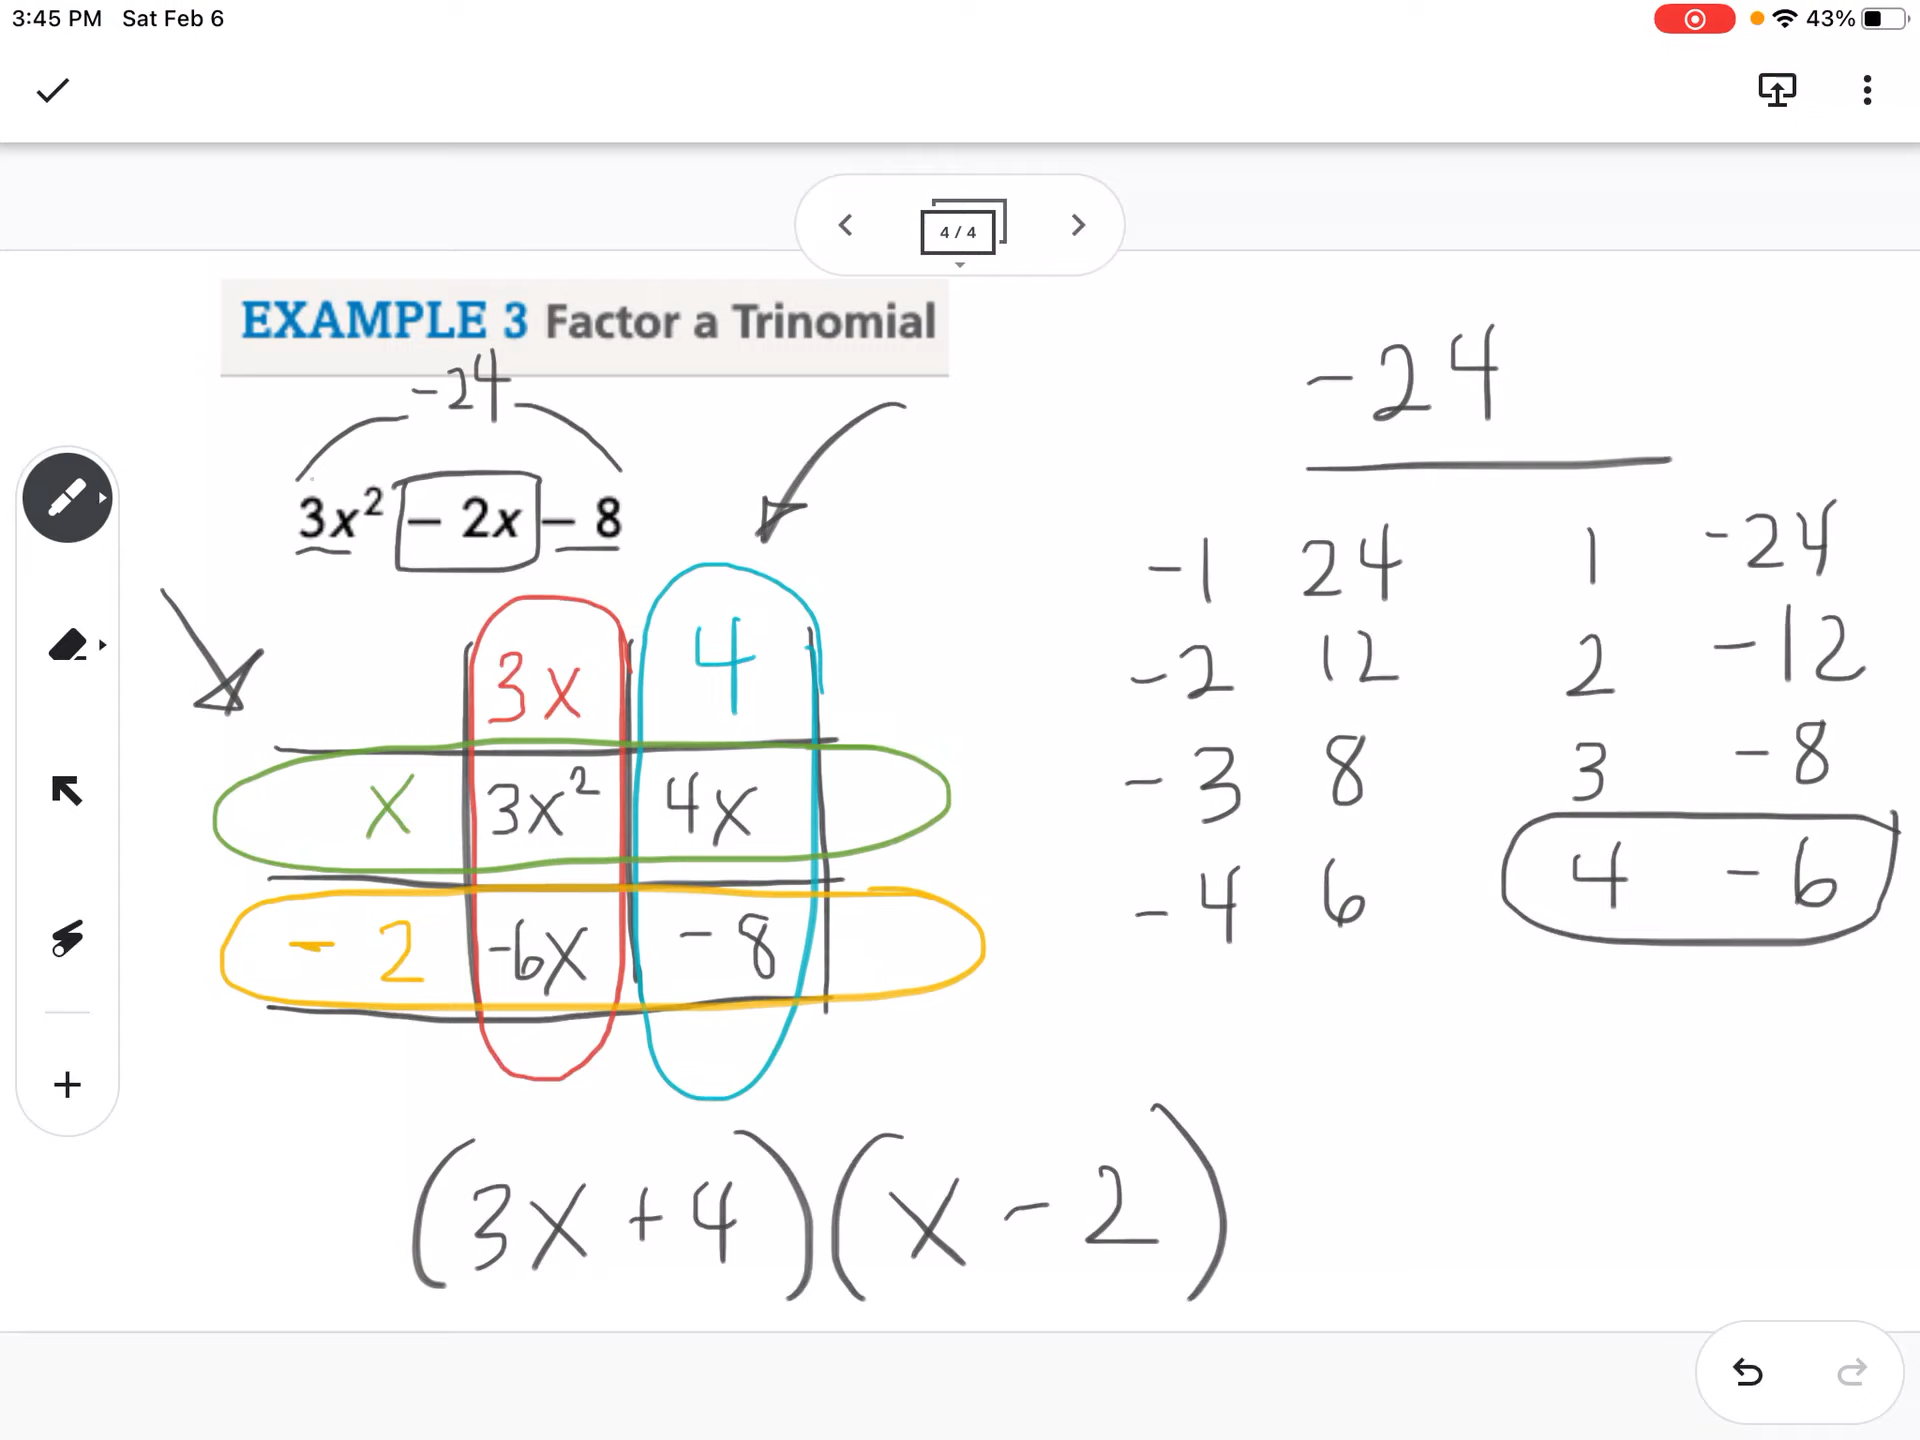 3:45 PM Sat Feb 6
43%
4 / 4
EXAMPLE 3 Factor a Trinomial
-24
3x² - 2x - 8
3x 4
x 3x² 4x
- 2 -6x - 8
(3x + 4)(x - 2)
-24
-1 24 1 -24
-2 12 2 -12
-3 8 3 -8
-4 6 4 -6